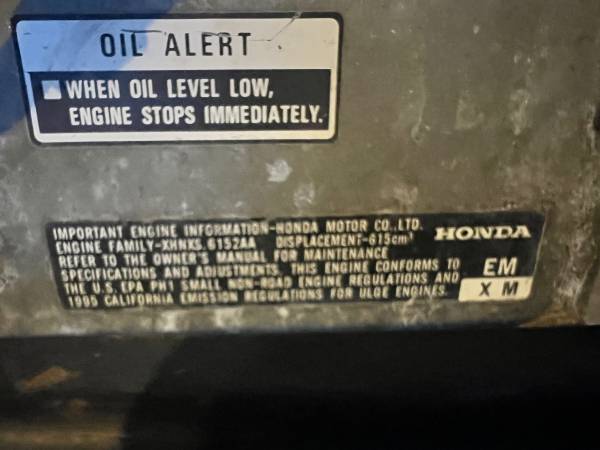 OIL ALERT
WHEN OIL LEVEL LOW,
ENGINE STOPS IMMEDIATELY.
IMPORTANT ENGINE INFORMATION-HONDA MOTOR CO.,LTD.
ENGINE FAMILY-XHNXS.6152AA DISPLACEMENT-615cm³
HONDA
REFER TO THE OWNER'S MANUAL FOR MAINTENANCE
SPECIFICATIONS AND ADJUSTMENTS. THIS ENGINE CONFORMS TO
EM
THE U.S. EPA PH1 SMALL NON-ROAD ENGINE REGULATIONS AND
X M
1995 CALIFORNIA EMISSION REGULATIONS FOR ULGE ENGINES.